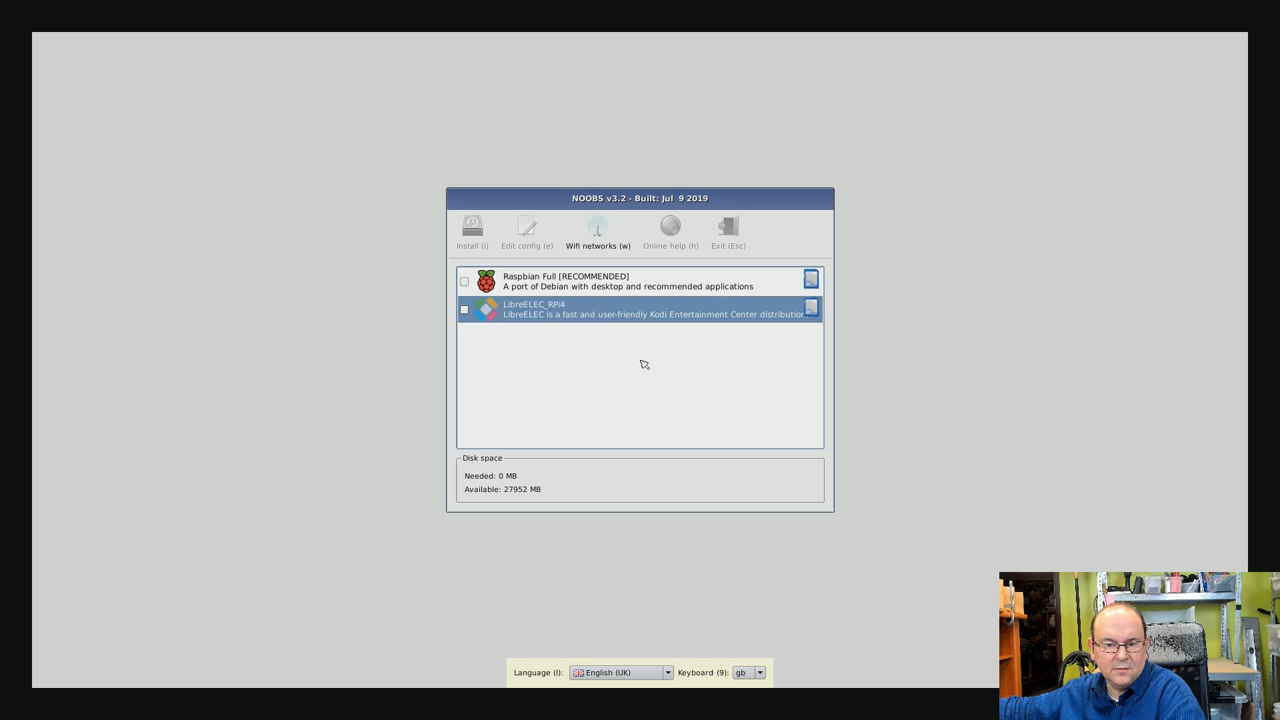 NOOBS v3.2 - Built: Jul  9 2019
Install (i)
Edit config (e)
Wifi networks (w)
Online help (h)
Exit (Esc)
Raspbian Full [RECOMMENDED]
A port of Debian with desktop and recommended applications
LibreELEC_RPi4
LibreELEC is a fast and user-friendly Kodi Entertainment Center distribution
Disk space
Needed: 0 MB
Available: 27952 MB
Language (l): English (UK) Keyboard (9): gb